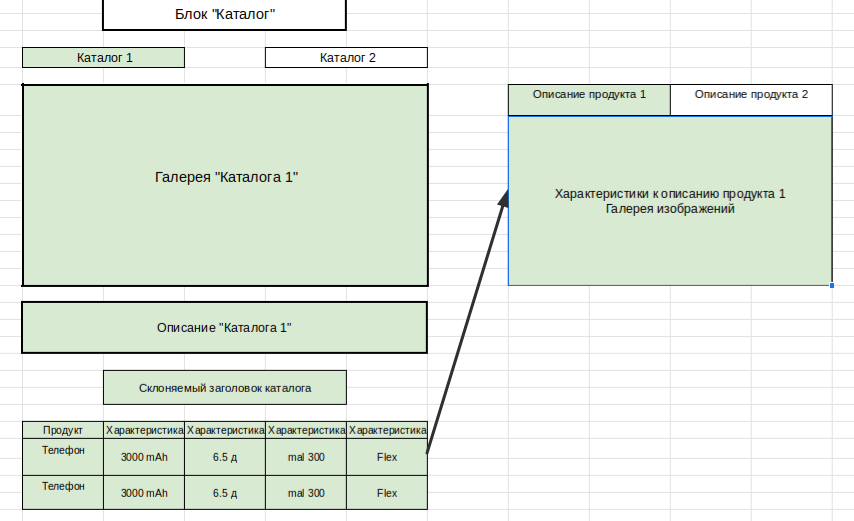 Блок "Каталог"
Каталог 1
Каталог 2
Галерея "Каталога 1"
Описание "Каталога 1"
Склоняемый заголовок каталога
Продукт Характеристика Характеристика Характеристика Характеристика
Телефон 3000 mAh 6.5 д mal 300 Flex
Телефон 3000 mAh 6.5 д mal 300 Flex
Описание продукта 1
Описание продукта 2
Характеристики к описанию продукта 1
Галерея изображений